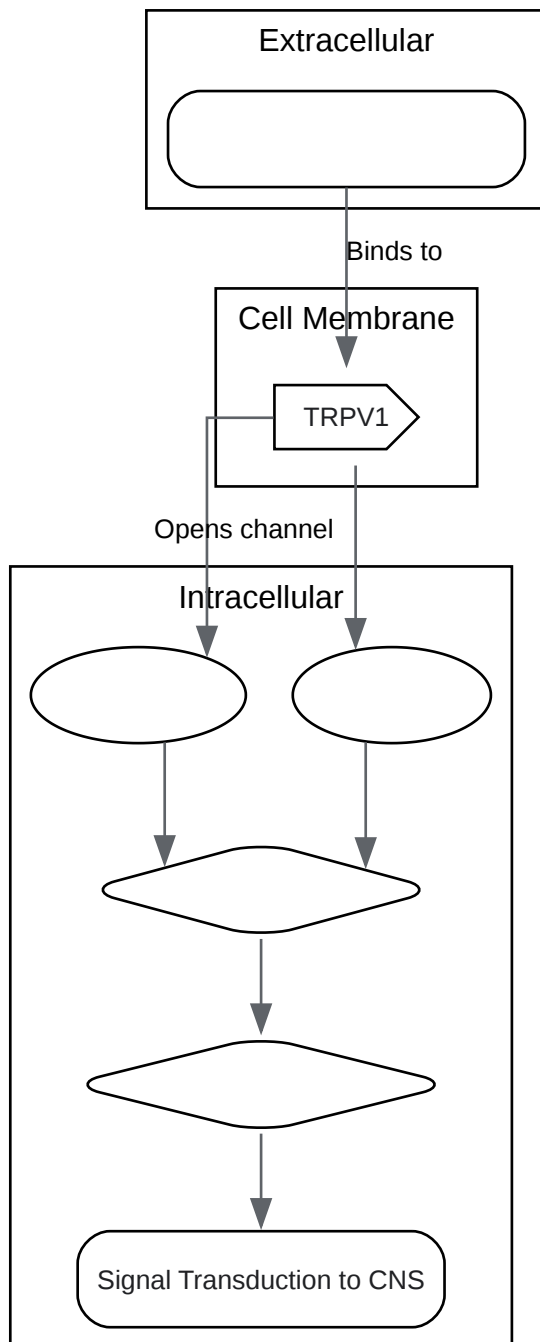 Extracellular
Binds to
Cell Membrane
TRPV1
Opens channel
Intracellular
Signal Transduction to CNS